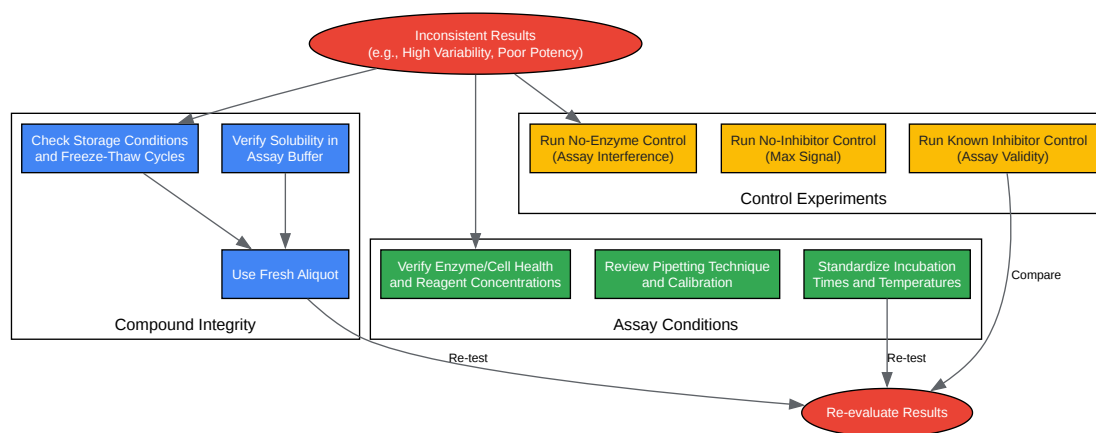 Inconsistent Results
(e.g., High Variability, Poor Potency)
Check Storage Conditions
and Freeze-Thaw Cycles
Verify Solubility in
Assay Buffer
Use Fresh Aliquot
Compound Integrity
Run No-Enzyme Control
(Assay Interference)
Run No-Inhibitor Control
(Max Signal)
Run Known Inhibitor Control
(Assay Validity)
Control Experiments
Verify Enzyme/Cell Health
and Reagent Concentrations
Review Pipetting Technique
and Calibration
Standardize Incubation
Times and Temperatures
Assay Conditions
Compare
Re-test
Re-test
Re-evaluate Results